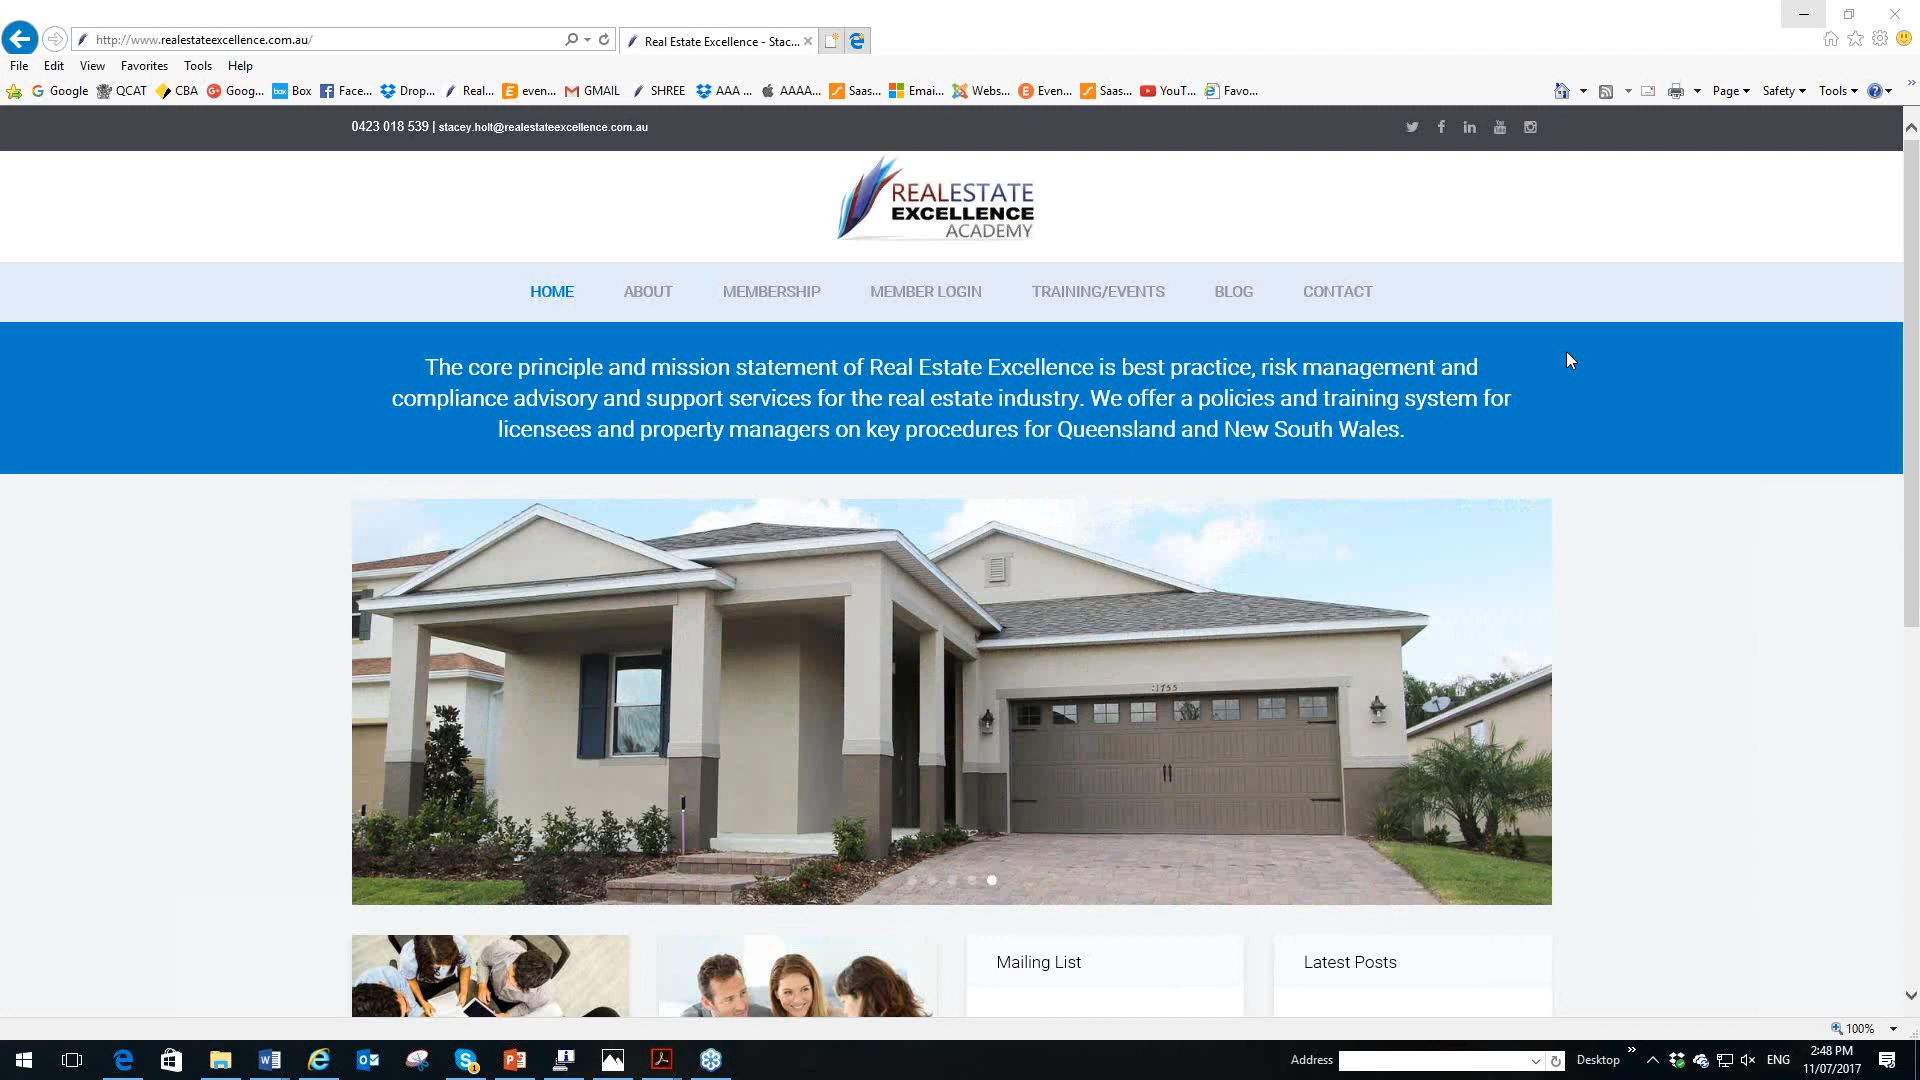 http://www.realestateexcellence.com.au/
Real Estate Excellence - Stac...
File Edit View Favorites Tools Help
Google QCAT CBA Goog... Box Face... Drop... Real... even... GMAIL SHREE AAA ... AAAA... Saas... Emai... Webs... Even... Saas... YouT... Favo...
Page Safety Tools
0423 018 539 | stacey.holt@realestateexcellence.com.au
REALESTATE
EXCELLENCE
ACADEMY
HOME ABOUT MEMBERSHIP MEMBER LOGIN TRAINING/EVENTS BLOG CONTACT
The core principle and mission statement of Real Estate Excellence is best practice, risk management and
compliance advisory and support services for the real estate industry. We offer a policies and training system for
licensees and property managers on key procedures for Queensland and New South Wales.
1755
Mailing List
Latest Posts
100%
Address
Desktop
ENG
2:48 PM
11/07/2017